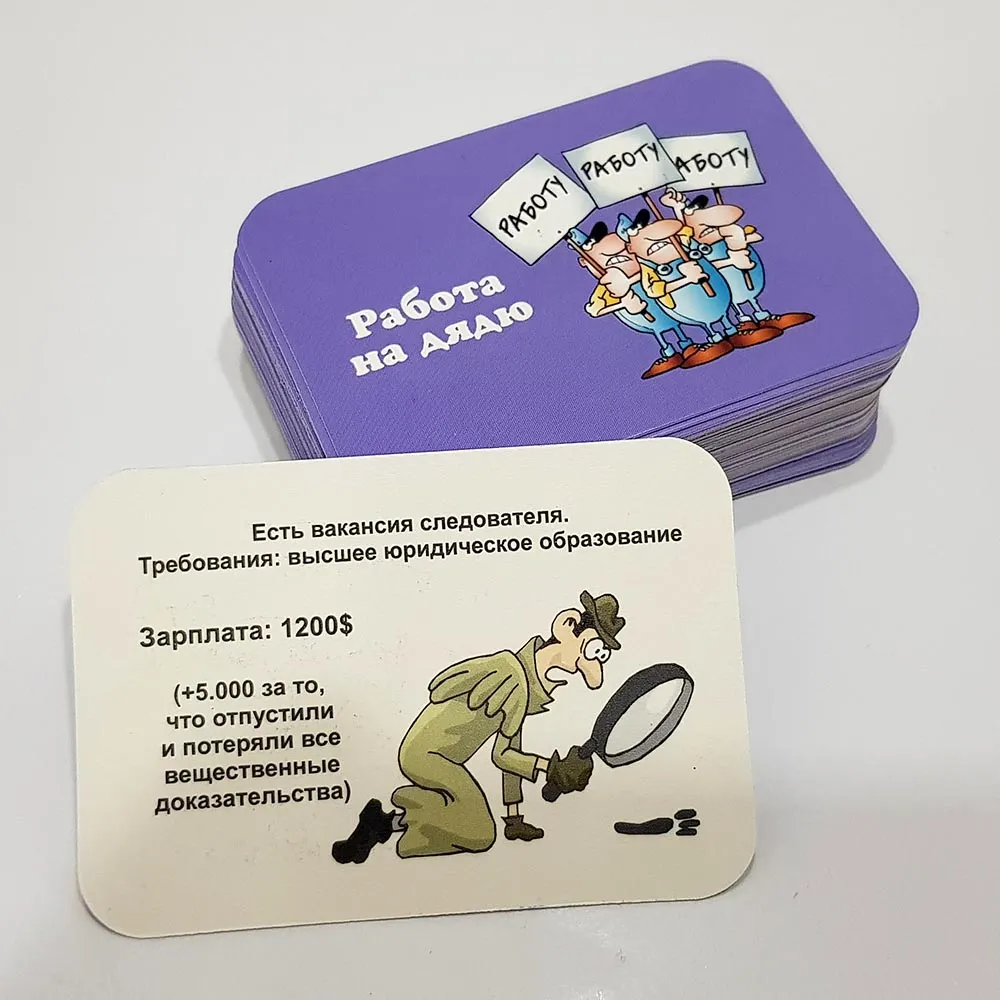 РАБОТУ
РАБОТУ
АБОТУ
Работа
на дядю
Есть вакансия следователя.
Требования: высшее юридическое образование
Зарплата: 1200$
(+5.000 за то,
что отпустили
и потеряли все
вещественные
доказательства)